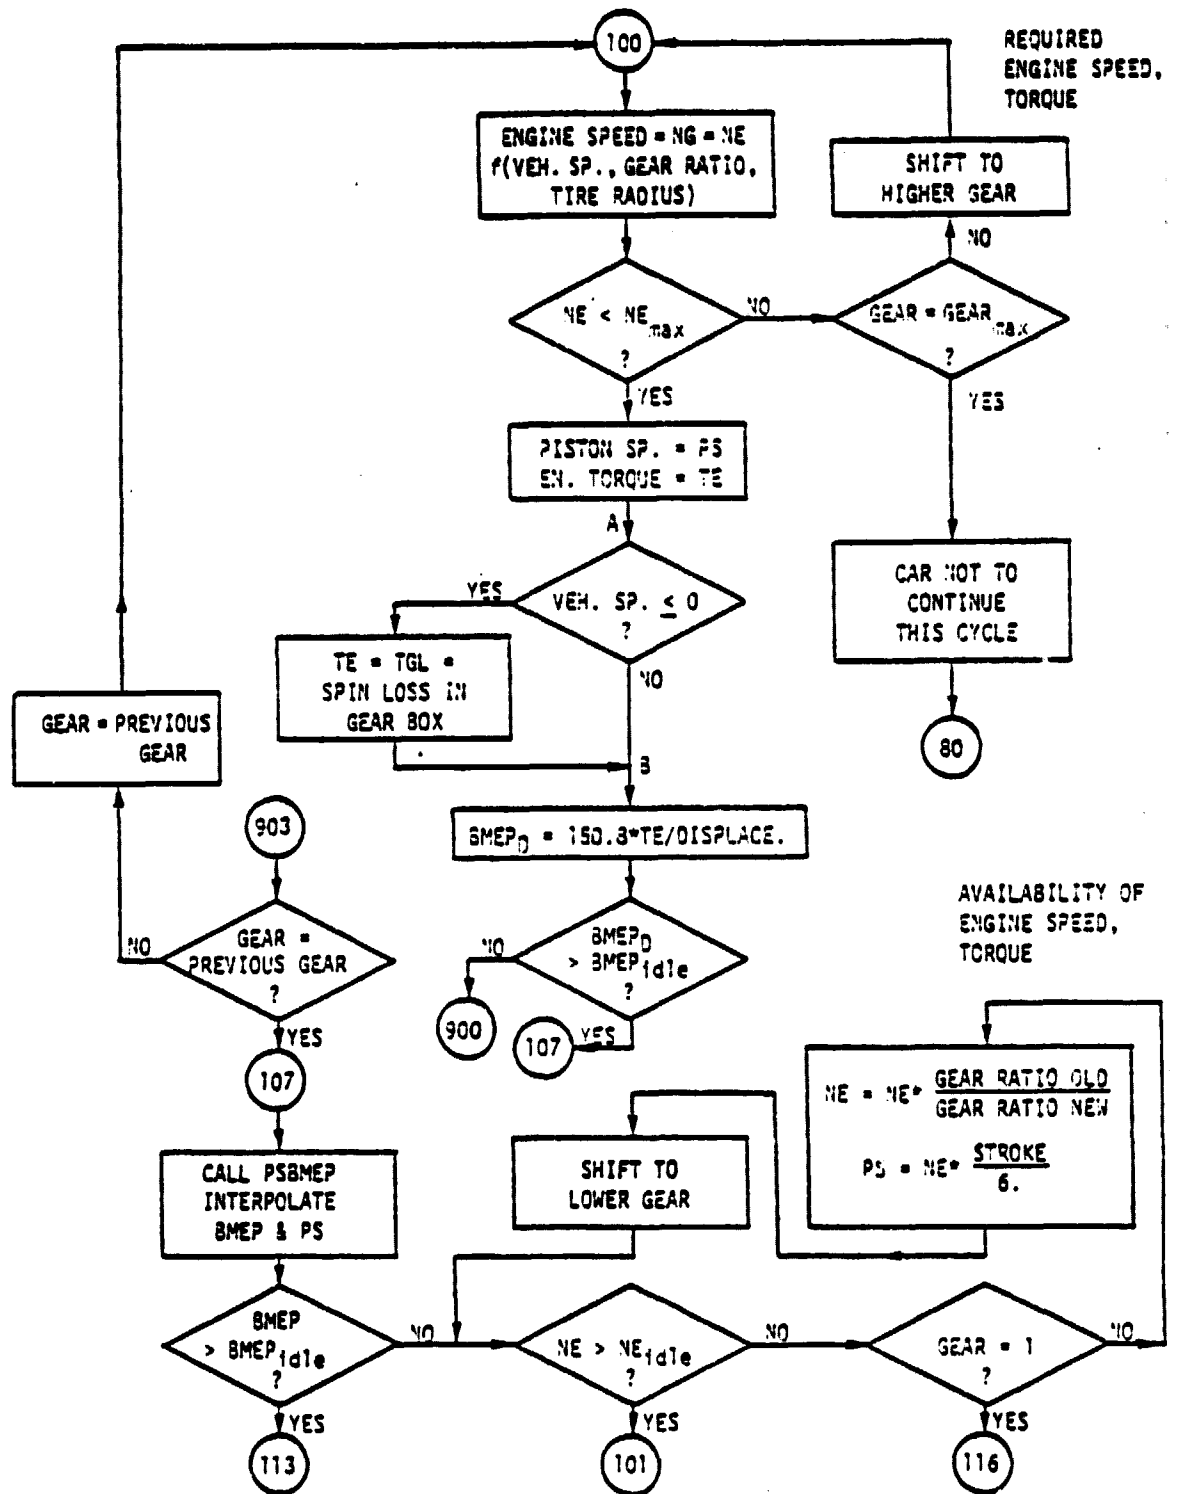 100
REQUIRED
ENGINE SPEED,
TORQUE
ENGINE SPEED = NG = NE
f(VEH. SP., GEAR RATIO,
TIRE RADIUS)
SHIFT TO
HIGHER GEAR
NO
NE < NE max
?
NO
GEAR = GEAR max
?
YES
YES
PISTON SP. = PS
EN. TORQUE = TE
A
YES
VEH. SP. ≤ 0
?
NO
CAR NOT TO
CONTINUE
THIS CYCLE
TE = TGL =
SPIN LOSS IN
GEAR BOX
GEAR = PREVIOUS
GEAR
80
B
903
BMEP D = 150.8*TE/DISPLACE.
AVAILABILITY OF
ENGINE SPEED,
TORQUE
NO
GEAR =
PREVIOUS GEAR
?
NO
BMEP D
> BMEP idle
?
YES
900
107
YES
107
NE = NE* GEAR RATIO OLD
GEAR RATIO NEW
PS = NE* STROKE
6.
CALL PSBMEP
INTERPOLATE
BMEP & PS
SHIFT TO
LOWER GEAR
BMEP
> BMEP idle
?
NO
NE > NE idle
?
NO
GEAR = 1
?
NO
YES
YES
YES
113
101
116